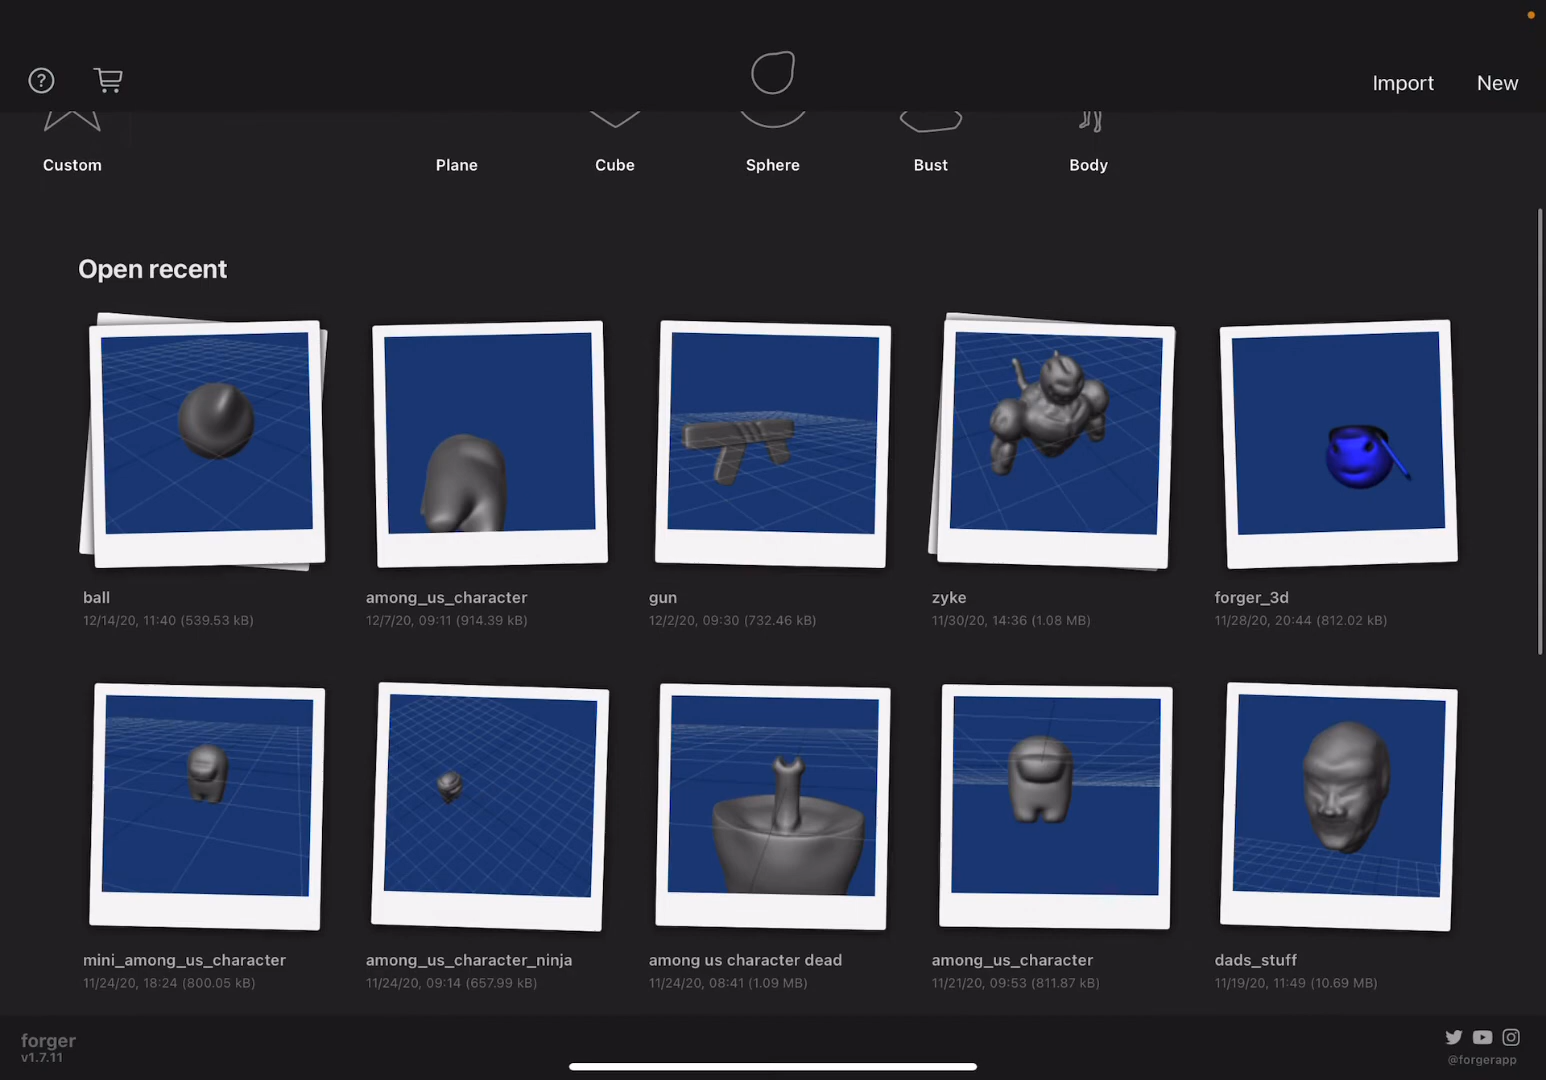 ?
Import New
Custom Plane Cube Sphere Bust Body
Open recent
ball among_us_character gun zyke forger_3d
12/14/20, 11:40 (539.53 kB) 12/7/20, 09:11 (914.39 kB) 12/2/20, 09:30 (732.46 kB) 11/30/20, 14:36 (1.08 MB) 11/28/20, 20:44 (812.02 kB)
mini_among_us_character among_us_character_ninja among us character dead among_us_character dads_stuff
11/24/20, 18:24 (800.05 kB) 11/24/20, 09:14 (657.99 kB) 11/24/20, 08:41 (1.09 MB) 11/21/20, 09:53 (811.87 kB) 11/19/20, 11:49 (10.69 MB)
forger
v1.7.11
@forgerapp